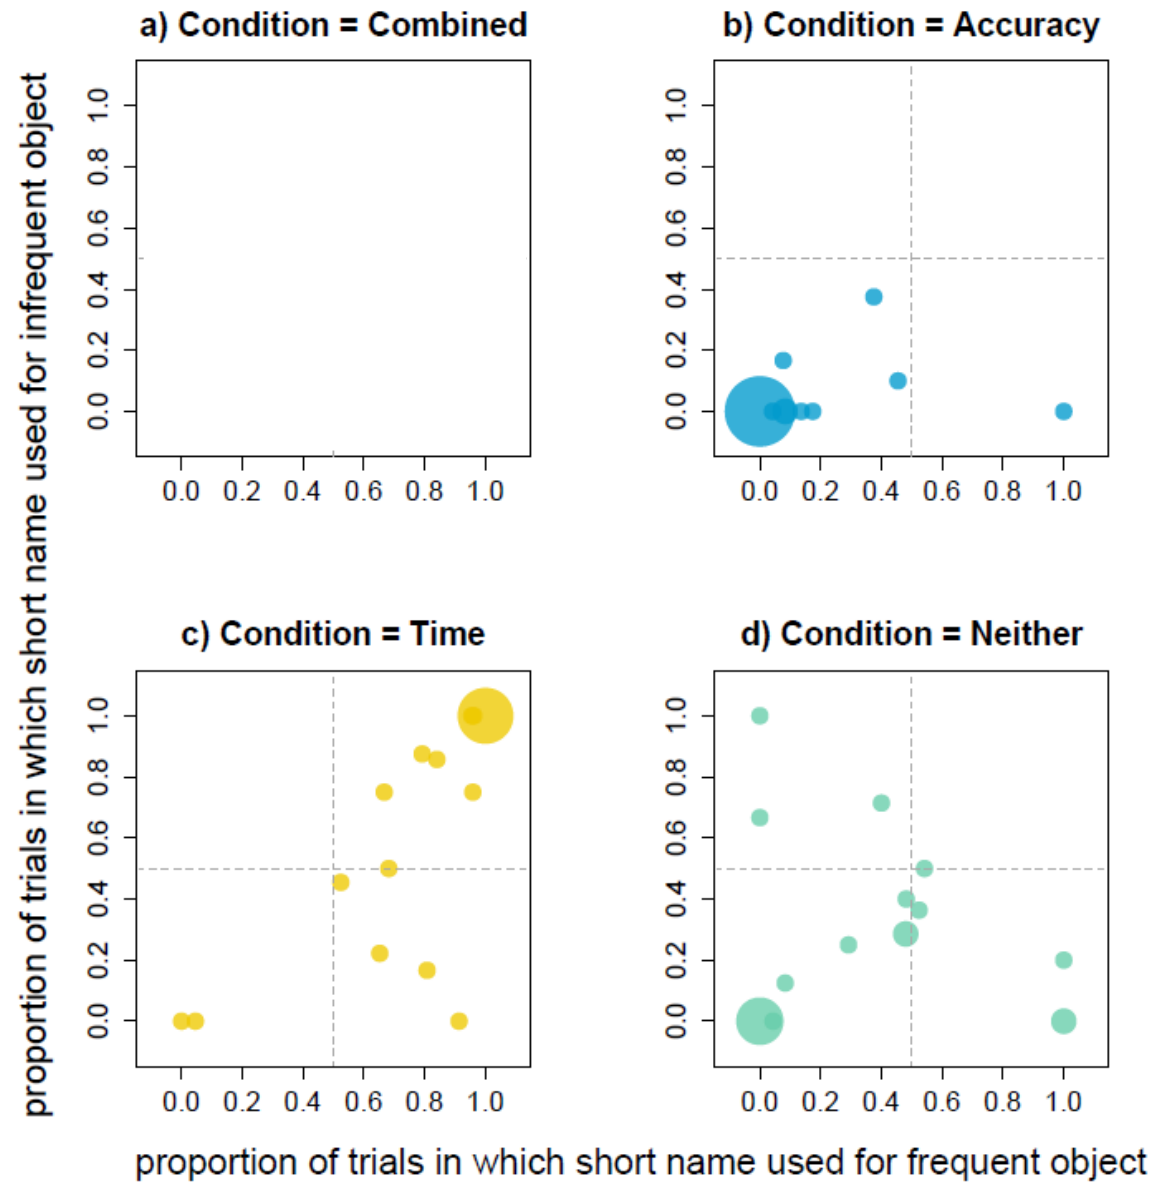 a) Condition = Combined
b) Condition = Accuracy
proportion of trials in which short name used for infrequent object
1.0
0.8
0.6
0.4
0.2
0.0
0.0 0.2 0.4 0.6 0.8 1.0
1.0
0.8
0.6
0.4
0.2
0.0
0.0 0.2 0.4 0.6 0.8 1.0
c) Condition = Time
d) Condition = Neither
1.0
0.8
0.6
0.4
0.2
0.0
0.0 0.2 0.4 0.6 0.8 1.0
1.0
0.8
0.6
0.4
0.2
0.0
0.0 0.2 0.4 0.6 0.8 1.0
proportion of trials in which short name used for frequent object